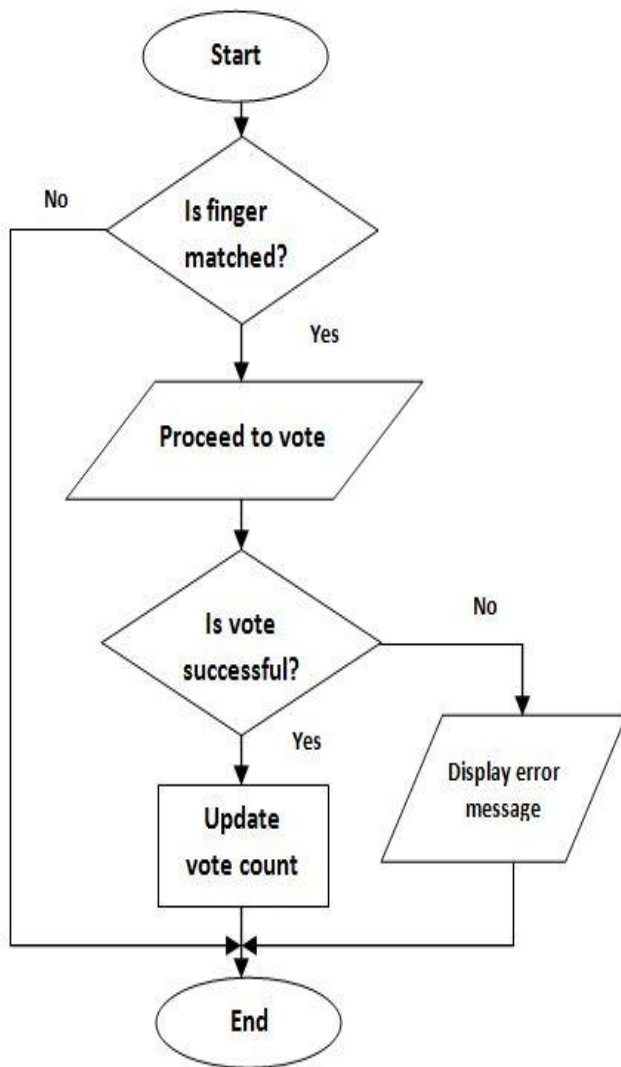 Start
No
Is finger
matched?
Yes
Proceed to vote
No
Is vote
successful?
Yes
Display error
message
Update
vote count
End